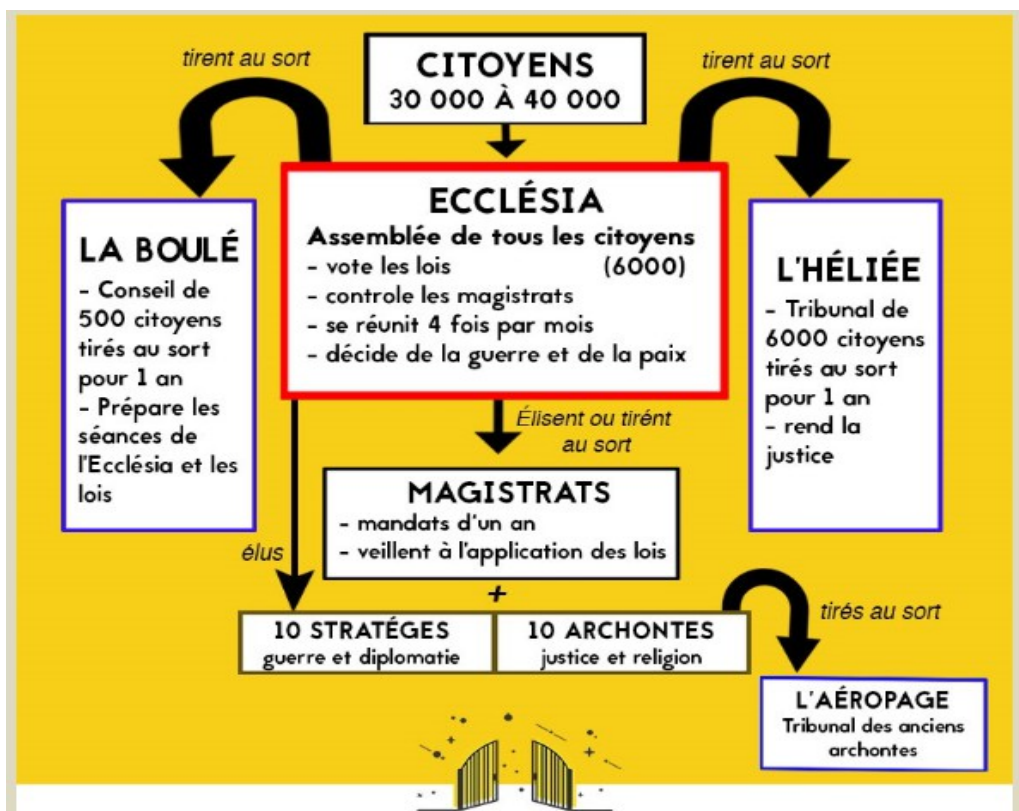 tirent au sort
CITOYENS
30 000 À 40 000
tirent au sort
LA BOULÉ
- Conseil de
500 citoyens
tirés au sort
pour 1 an
- Prépare les
séances de
l'Ecclésia et les
lois
ECCLÉSIA
Assemblée de tous les citoyens
- vote les lois (6000)
- controle les magistrats
- se réunit 4 fois par mois
- décide de la guerre et de la paix
L'HÉLIÉE
- Tribunal de
6000 citoyens
tirés au sort
pour 1 an
- rend la
justice
Élisent ou tirént
au sort
MAGISTRATS
- mandats d'un an
- veillent à l'application des lois
élus
+
10 STRATÉGES
guerre et diplomatie
10 ARCHONTES
justice et religion
tirés au sort
L'AÉROPAGE
Tribunal des anciens
archontes